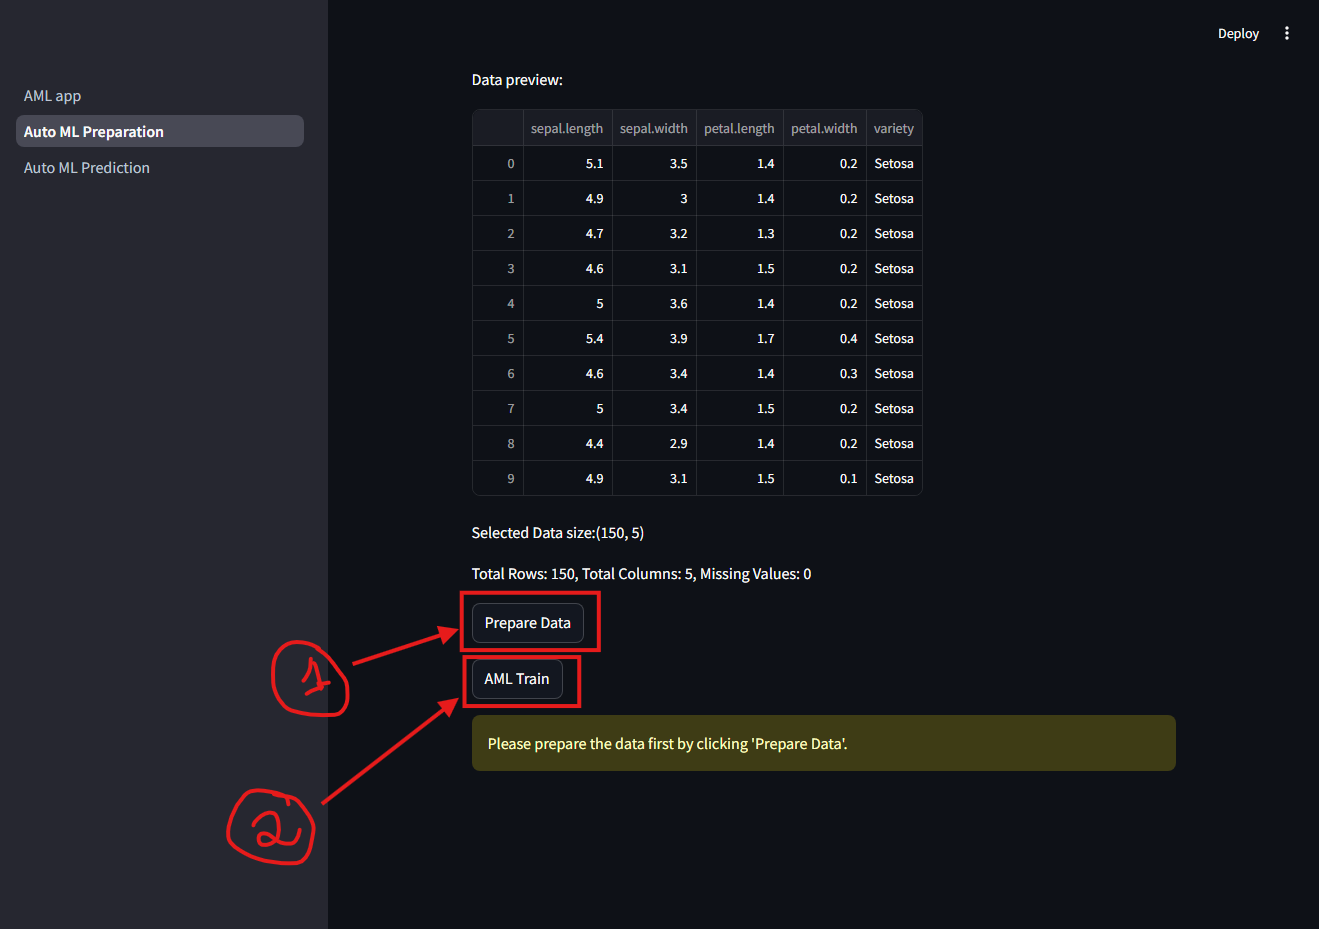 Deploy
AML app
Auto ML Preparation
Auto ML Prediction
Data preview:
sepal.length sepal.width petal.length petal.width variety
0 5.1 3.5 1.4 0.2 Setosa
1 4.9 3 1.4 0.2 Setosa
2 4.7 3.2 1.3 0.2 Setosa
3 4.6 3.1 1.5 0.2 Setosa
4 5 3.6 1.4 0.2 Setosa
5 5.4 3.9 1.7 0.4 Setosa
6 4.6 3.4 1.4 0.3 Setosa
7 5 3.4 1.5 0.2 Setosa
8 4.4 2.9 1.4 0.2 Setosa
9 4.9 3.1 1.5 0.1 Setosa
Selected Data size:(150, 5)
Total Rows: 150, Total Columns: 5, Missing Values: 0
Prepare Data
1
AML Train
Please prepare the data first by clicking 'Prepare Data'.
2